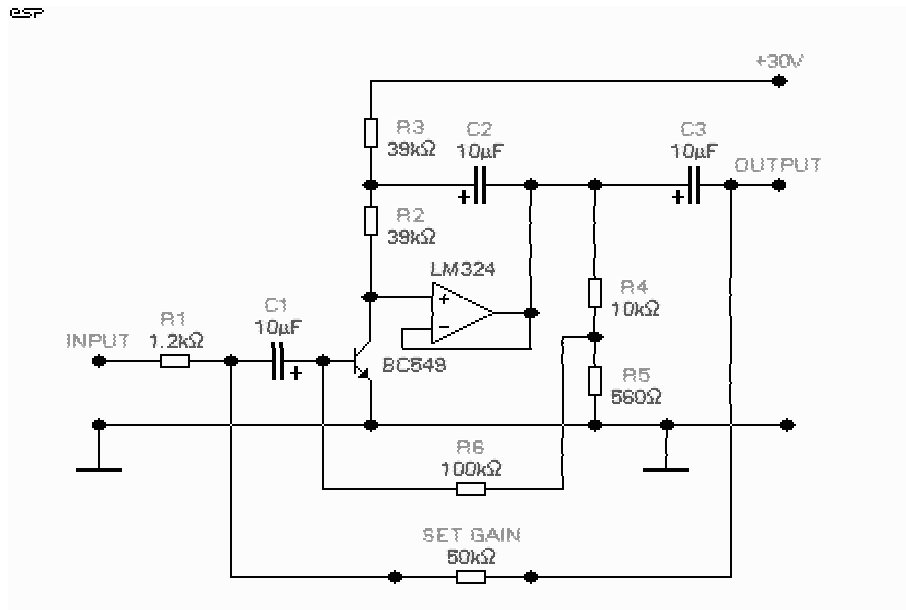 esp
+30V
R3
39kΩ
C2
10µF
C3
10µF
OUTPUT
R2
39kΩ
LM324
+
−
C1
10µF
R1
1.2kΩ
INPUT
BC549
R4
10kΩ
R5
560Ω
R6
100kΩ
SET GAIN
50kΩ